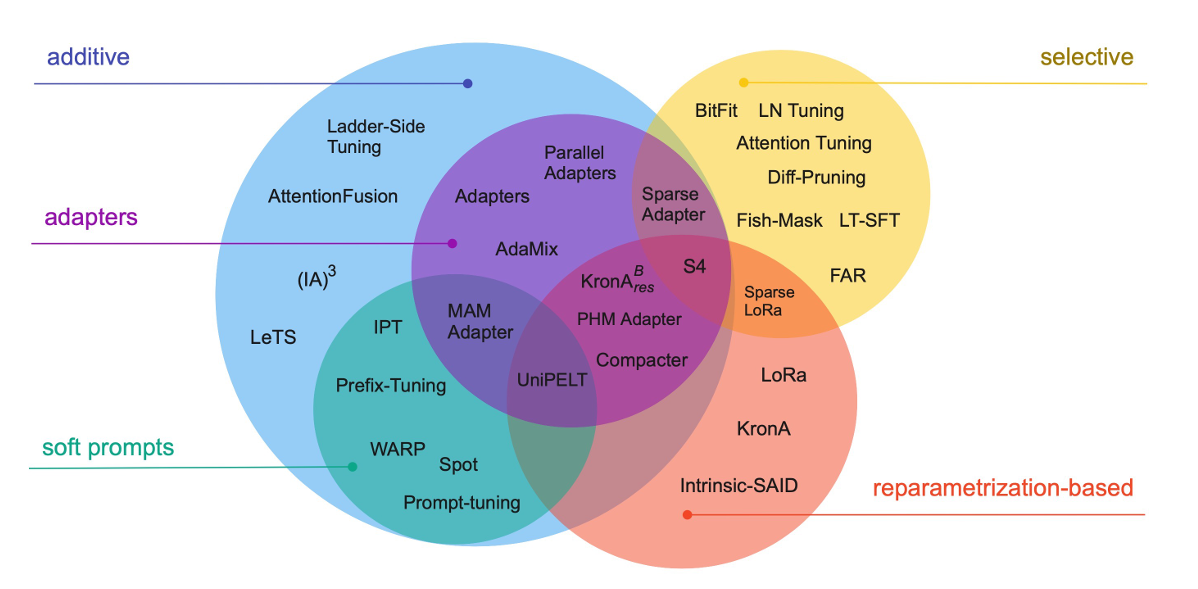 additive
selective
BitFit LN Tuning
Ladder-Side
Tuning
Attention Tuning
Parallel
Adapters
Diff-Pruning
AttentionFusion
Adapters
Sparse
Adapter
adapters
Fish-Mask LT-SFT
AdaMix
S4
FAR
(IA)³
KronA^B_res
Sparse
LoRa
MAM
Adapter
PHM Adapter
IPT
LeTS
Compacter
UniPELT
LoRa
Prefix-Tuning
KronA
soft prompts
WARP
Spot
Intrinsic-SAID
reparametrization-based
Prompt-tuning